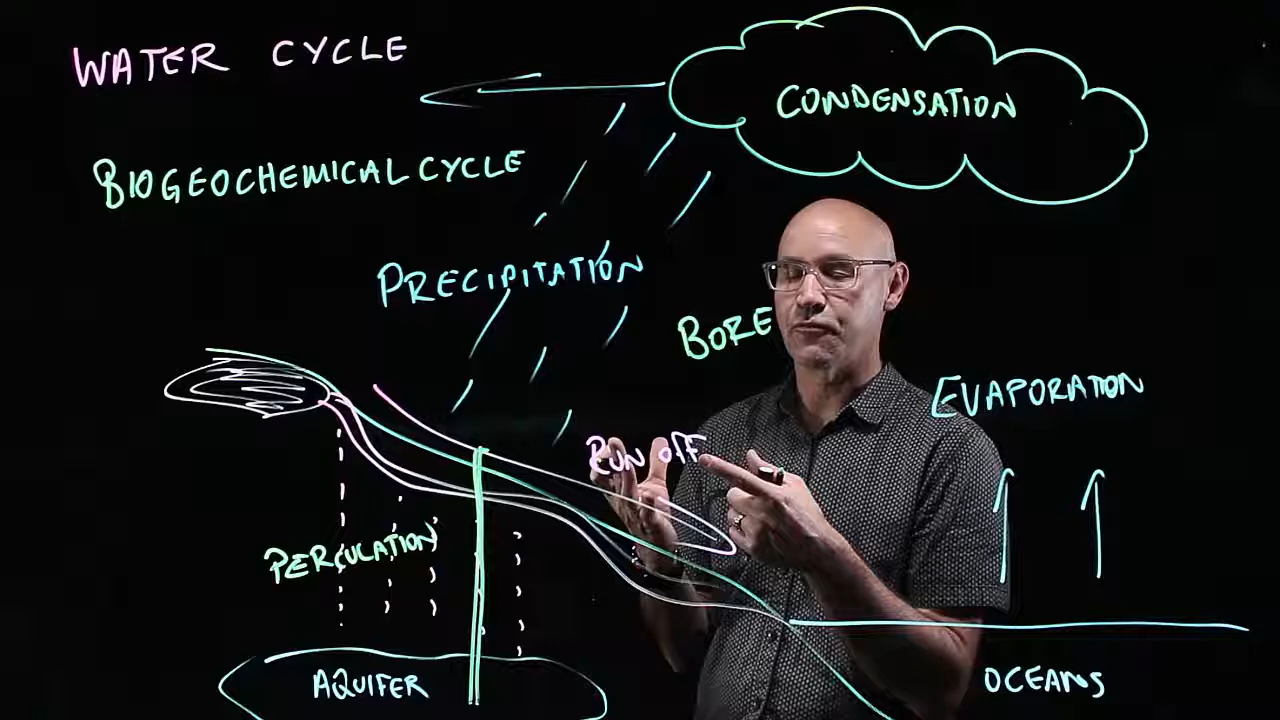 WATER CYCLE
CONDENSATION
BIOGEOCHEMICAL CYCLE
PRECIPITATION
BORE
EVAPORATION
RUN OFF
PERCULATION
AQUIFER
OCEANS